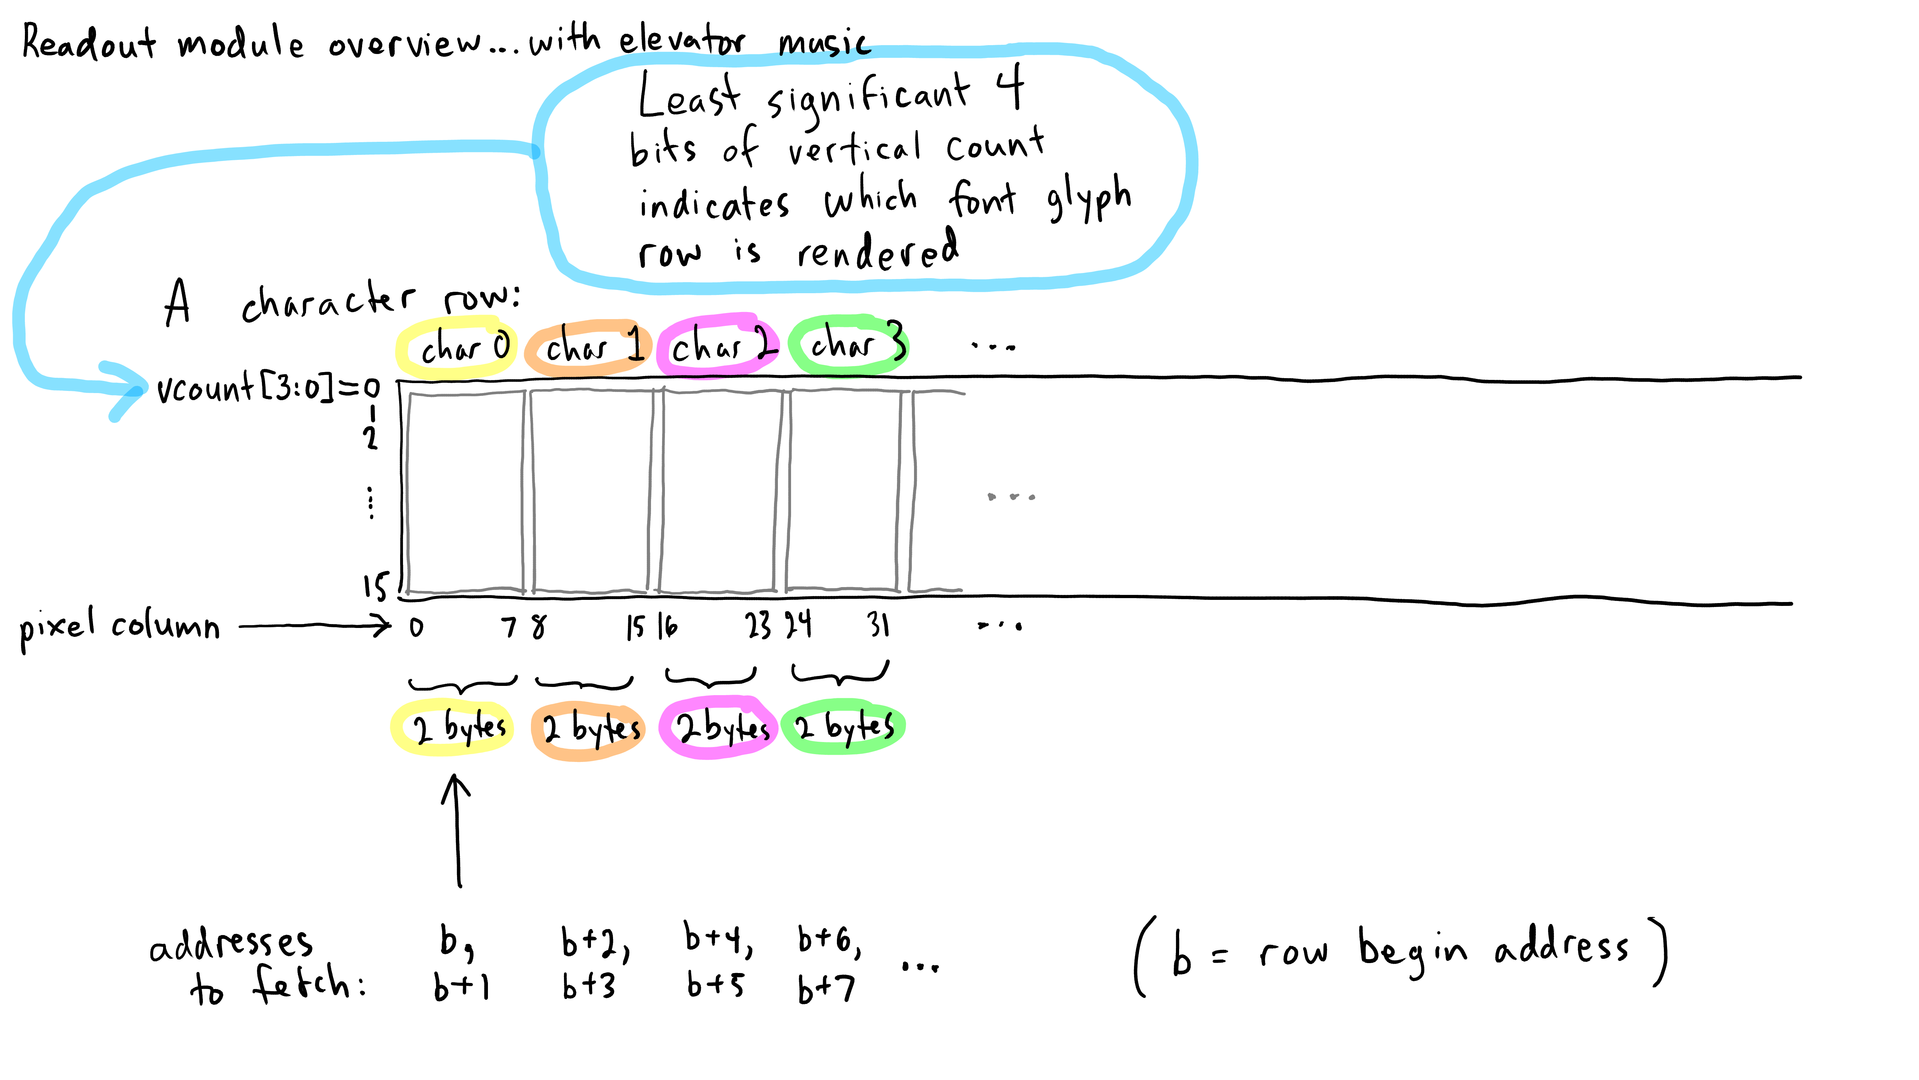 Readout module overview...with elevator music
Least significant 4
bits of vertical count
indicates which font glyph
row is rendered
A character row:
char 0 char 1 char 2 char 3 ...
vcount[3:0]=0
1
2
...
15
...
pixel column 0 7 8 15 16 23 24 31 ...
2 bytes 2 bytes 2 bytes 2 bytes
addresses
to fetch:
b, b+2, b+4, b+6,
b+1 b+3 b+5 b+7
...
(b = row begin address)